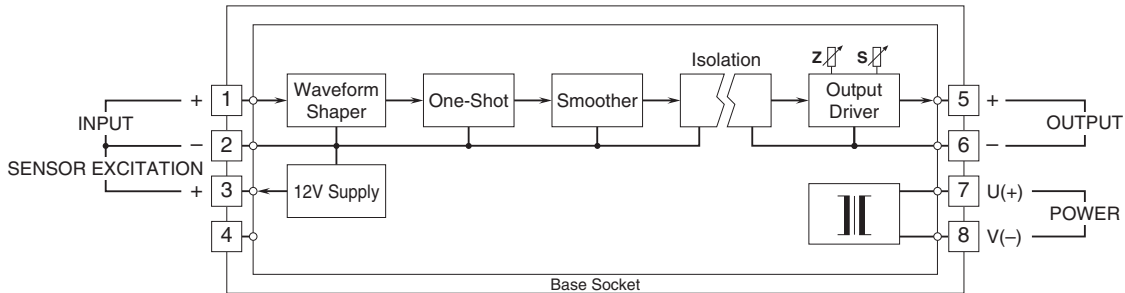 Isolation
Z S
+ 1 Waveform Shaper One-Shot Smoother Output Driver 5 +
INPUT OUTPUT
− 2 6 −
SENSOR EXCITATION
+ 3 12V Supply 7 U(+)
POWER
4 8 V(−)
Base Socket